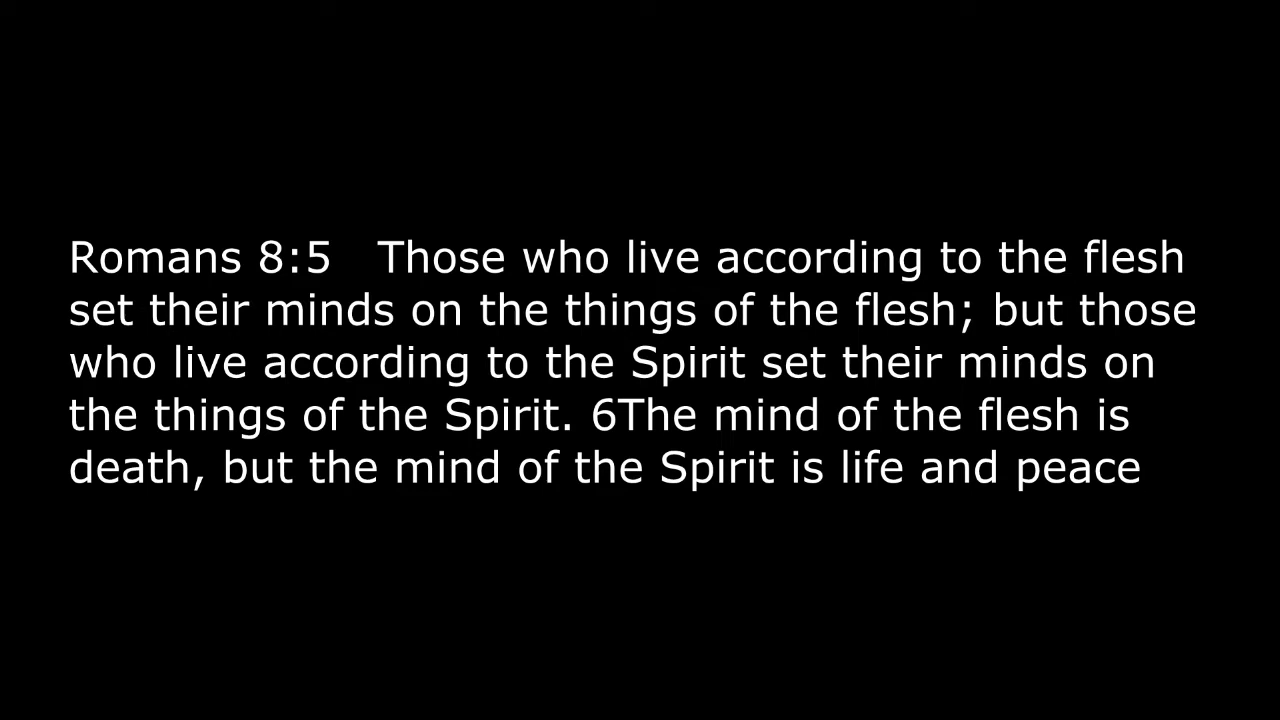 Romans 8:5   Those who live according to the flesh
set their minds on the things of the flesh; but those
who live according to the Spirit set their minds on
the things of the Spirit. 6The mind of the flesh is
death, but the mind of the Spirit is life and peace